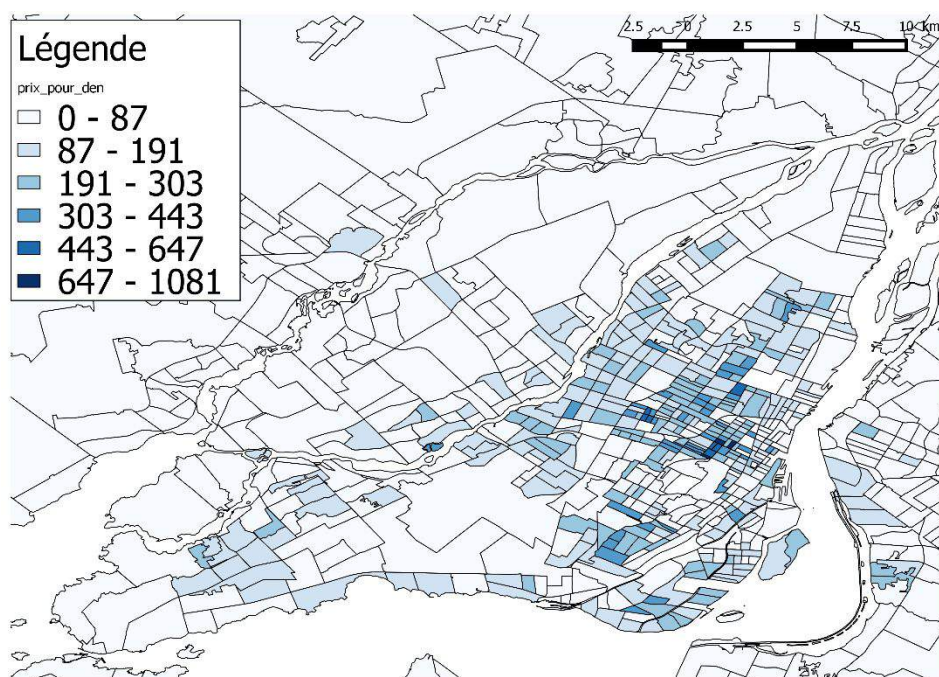 Légende
prix_pour_den
0 - 87
87 - 191
191 - 303
303 - 443
443 - 647
647 - 1081
2.5 0 2.5 5 7.5 10 km